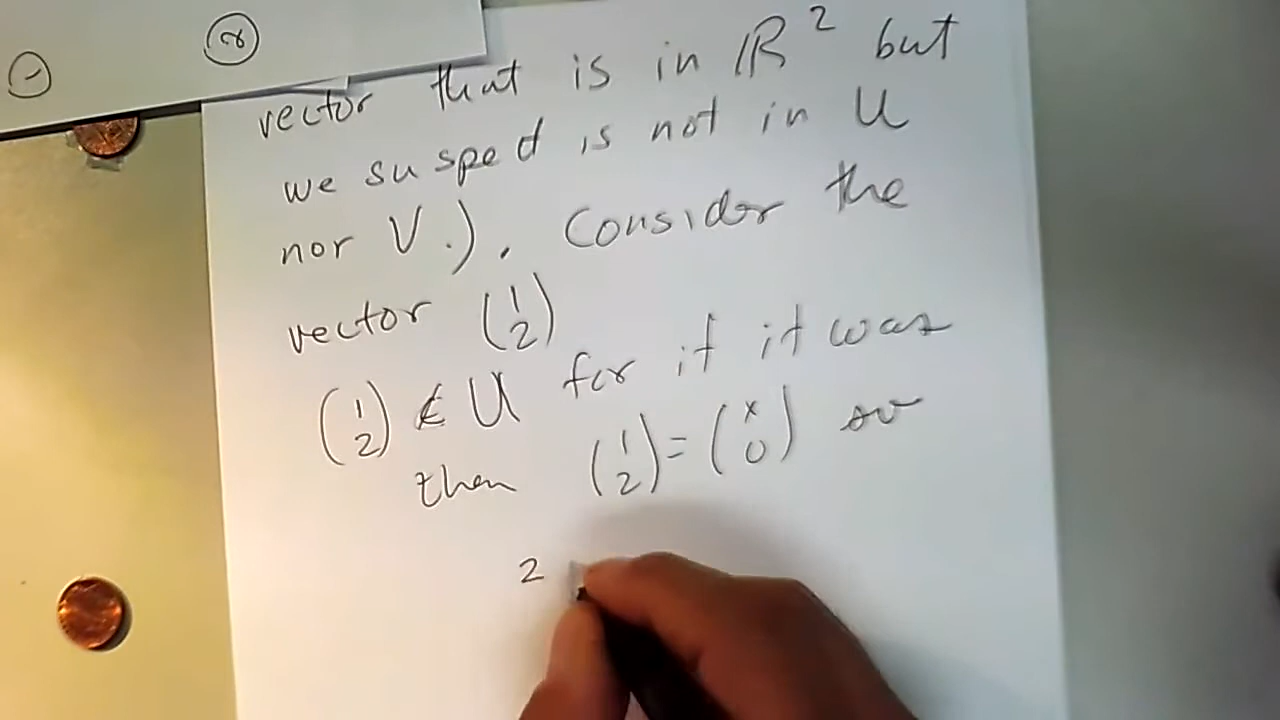 vector that is in ℝ² but
we suspect is not in U
nor V.). Consider the
vector (1 2)
(1 2) ∉ U for if it was
then (1 2) = (x 0) so
2